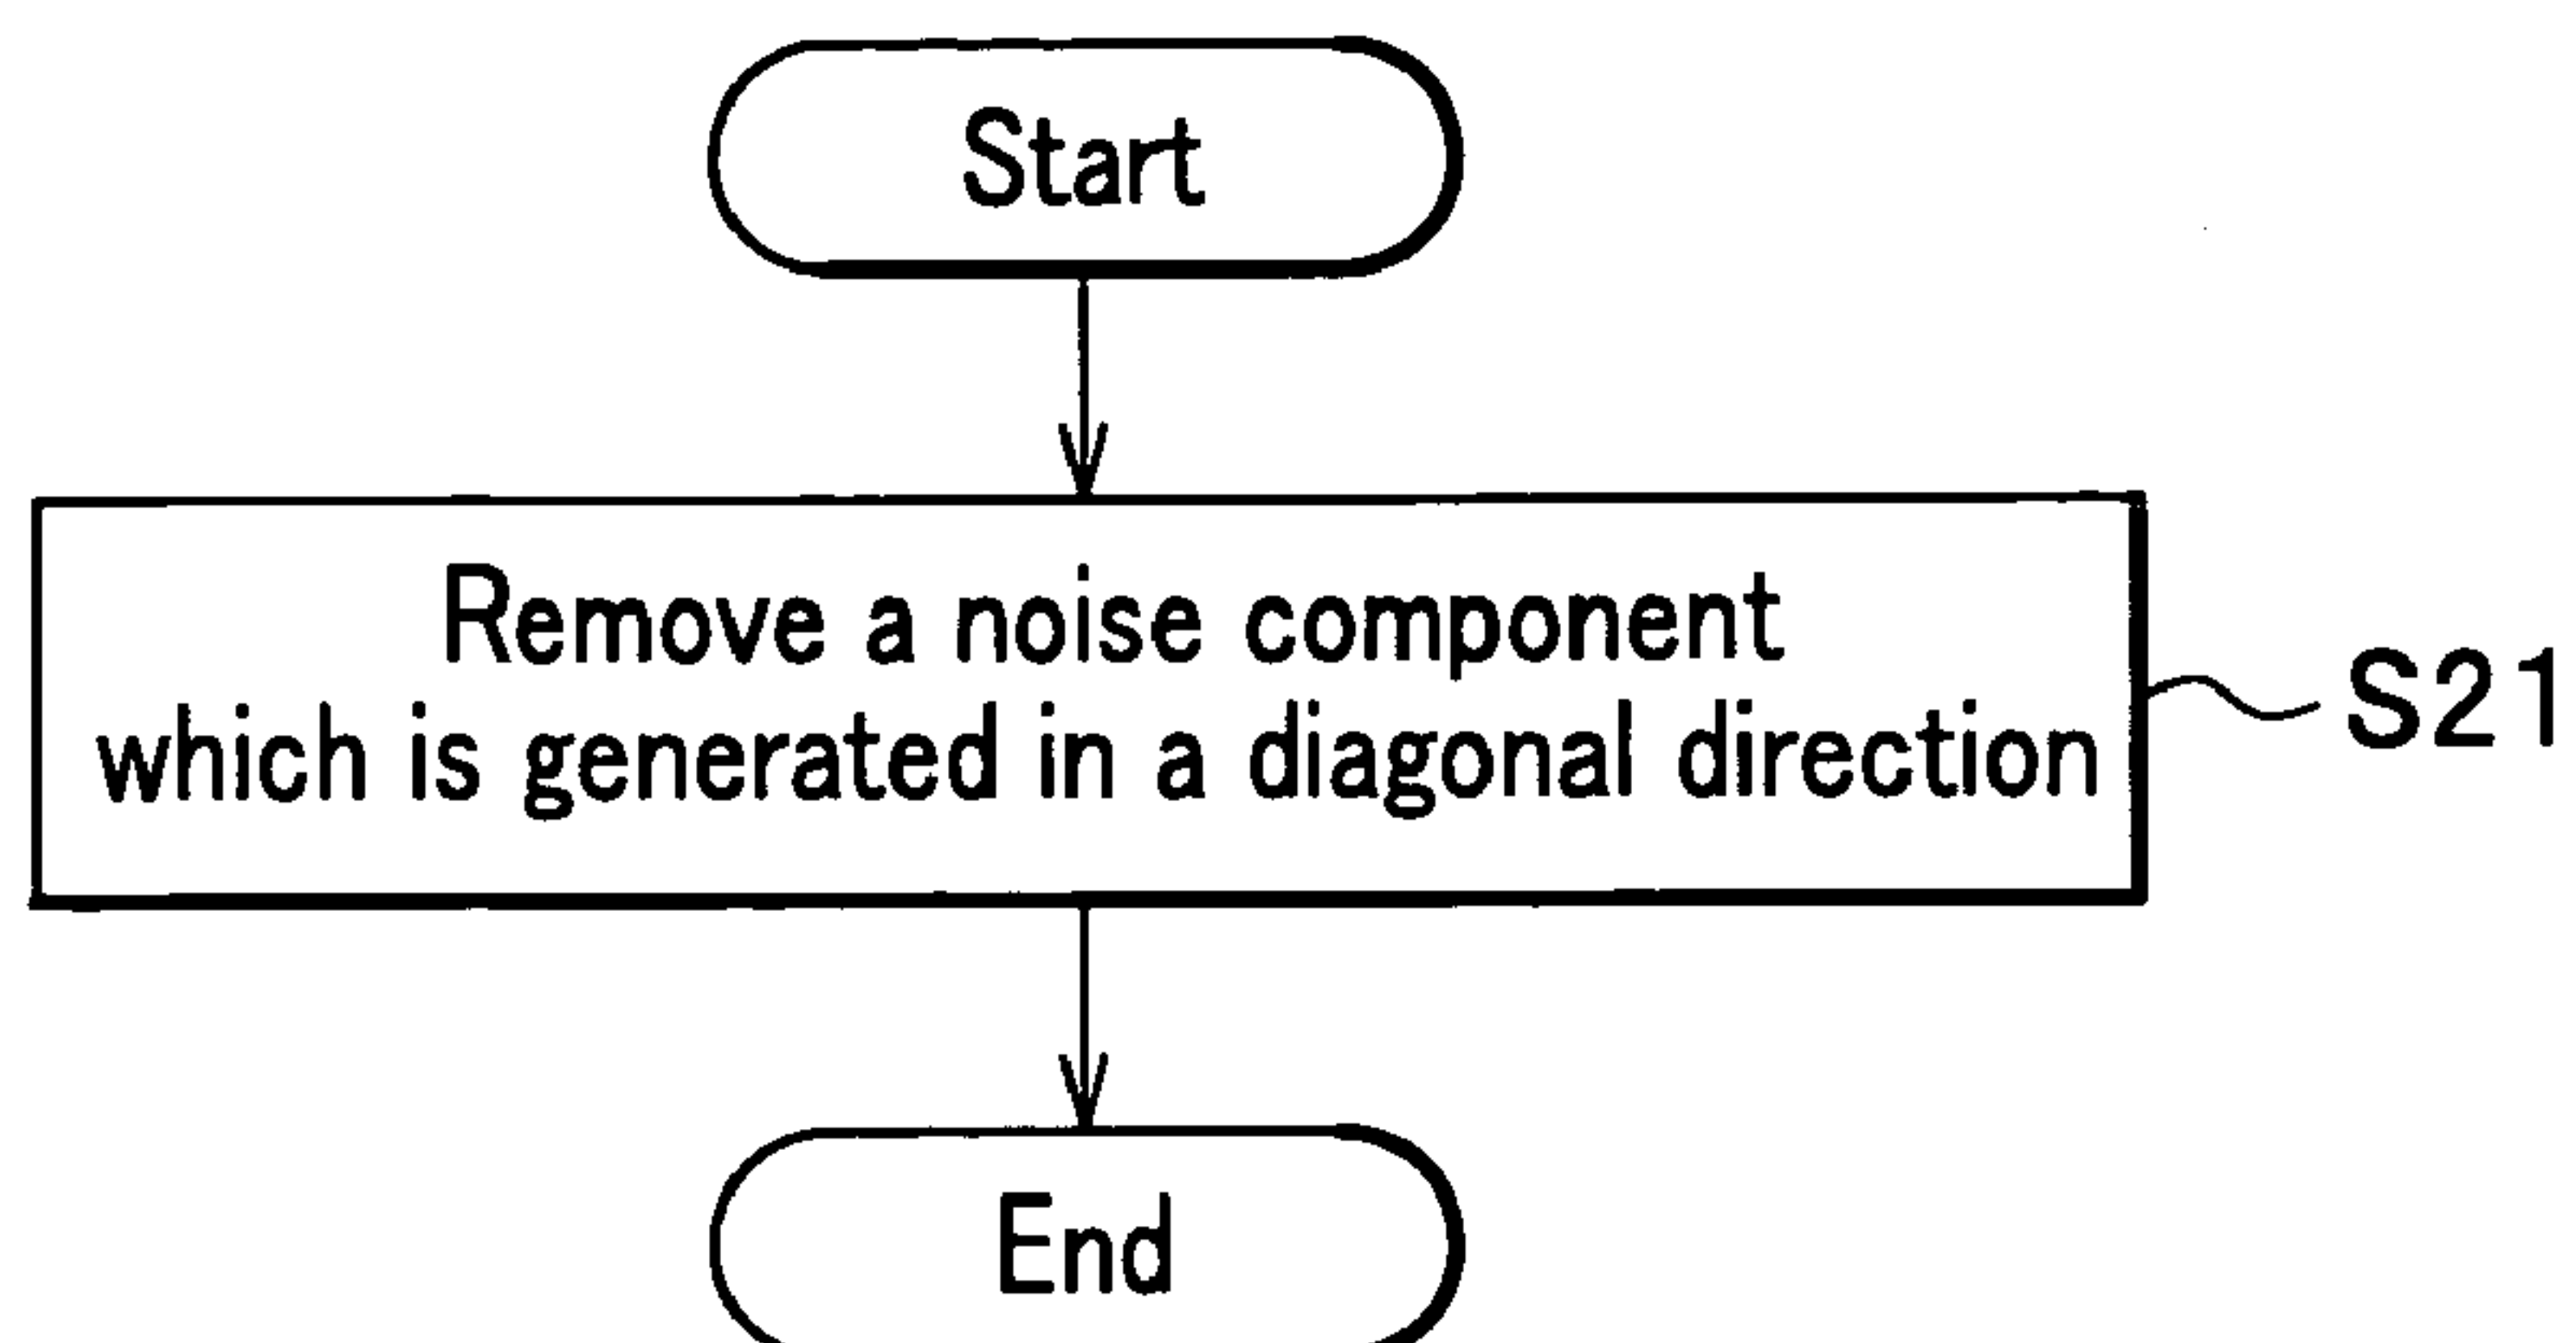 Start
Remove a noise component
which is generated in a diagonal direction
S21
End